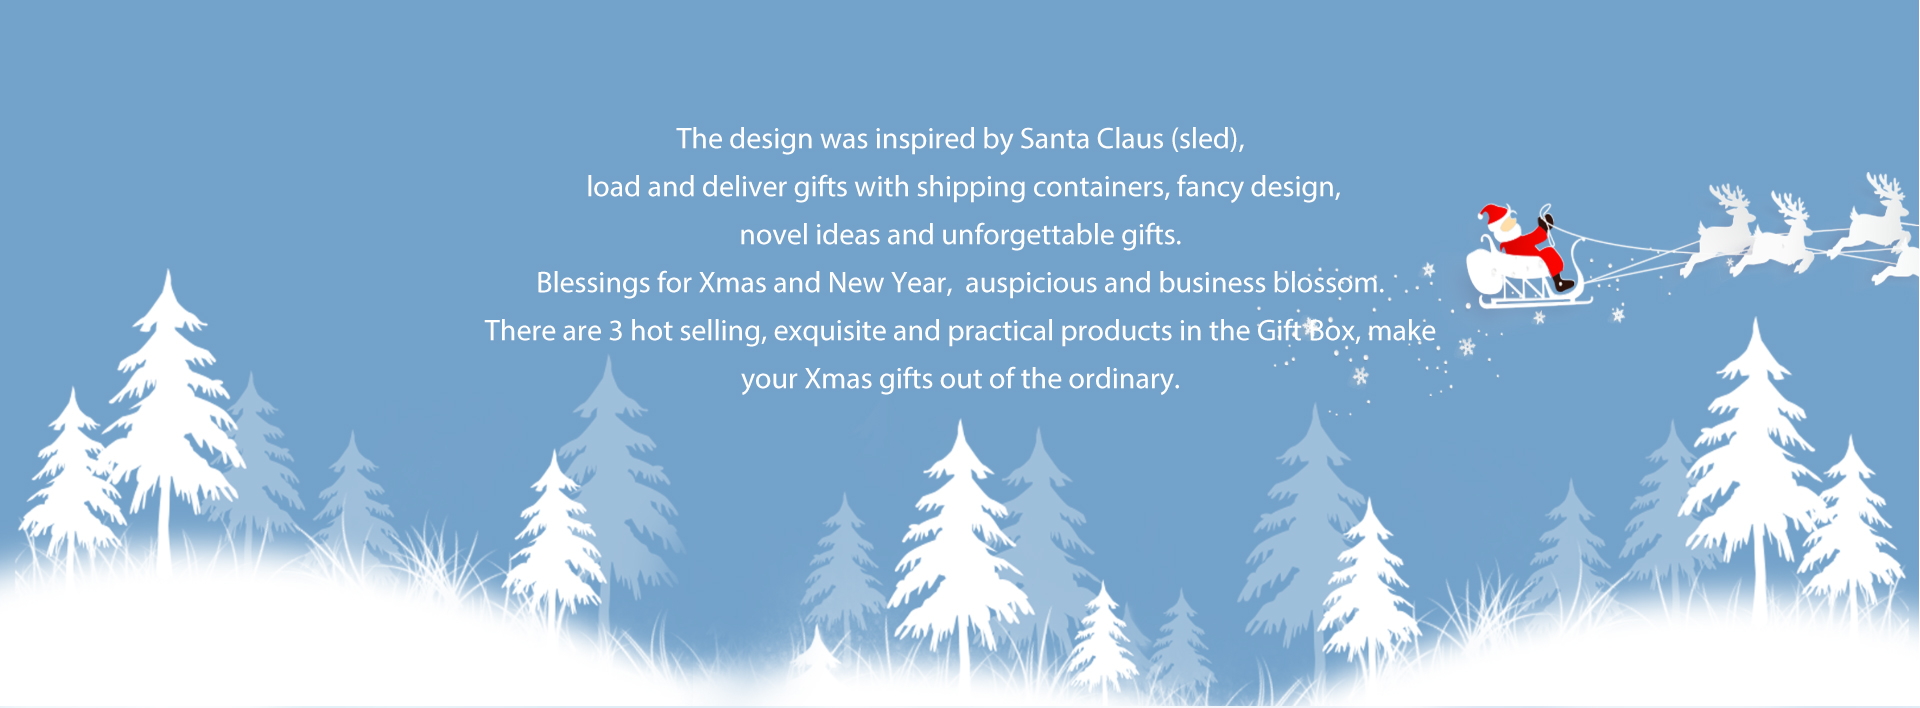 The design was inspired by Santa Claus (sled),
load and deliver gifts with shipping containers, fancy design,
novel ideas and unforgettable gifts.
Blessings for Xmas and New Year,  auspicious and business blossom.
There are 3 hot selling, exquisite and practical products in the Gift Box, make
your Xmas gifts out of the ordinary.